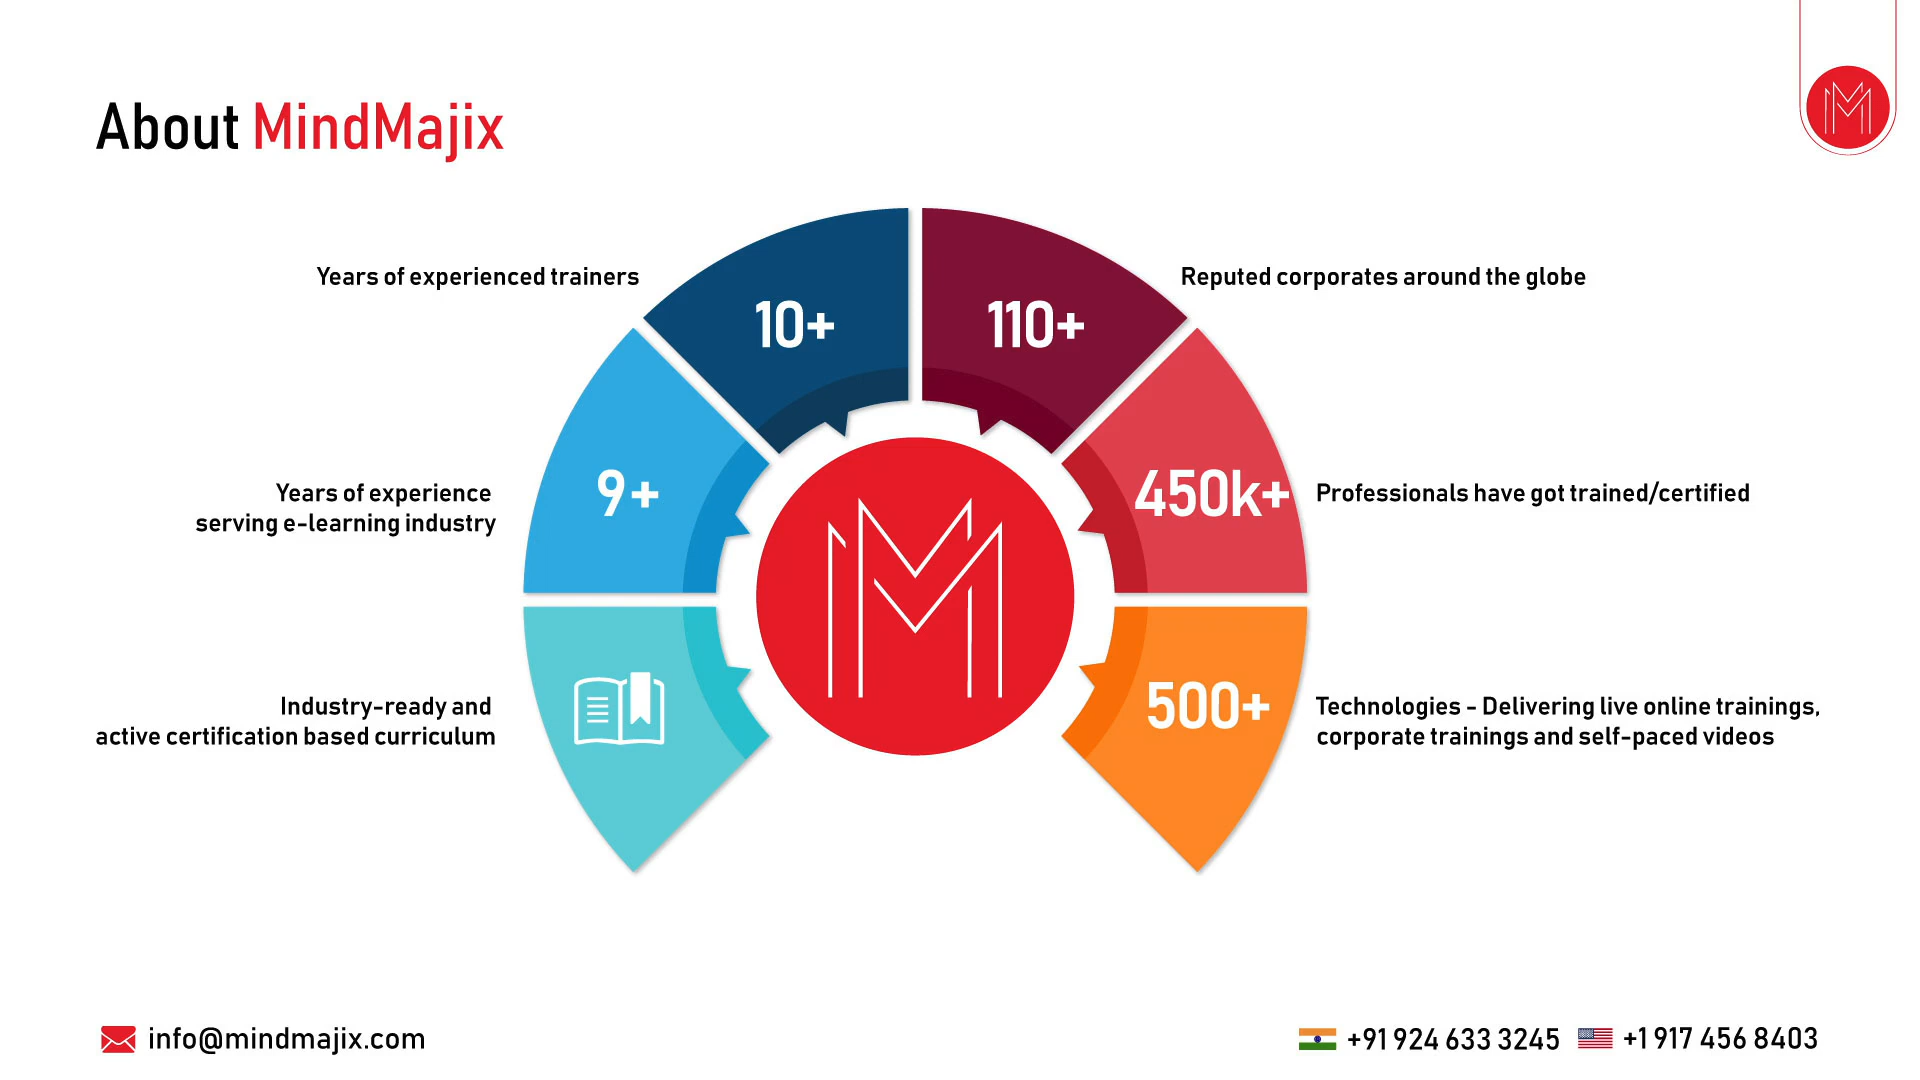 About MindMajix
Years of experienced trainers
10+
110+
Reputed corporates around the globe
Years of experience
serving e-learning industry
9+
450k+
Professionals have got trained/certified
Industry-ready and
active certification based curriculum
500+
Technologies - Delivering live online trainings,
corporate trainings and self-paced videos
info@mindmajix.com
+91 924 633 3245
+1 917 456 8403